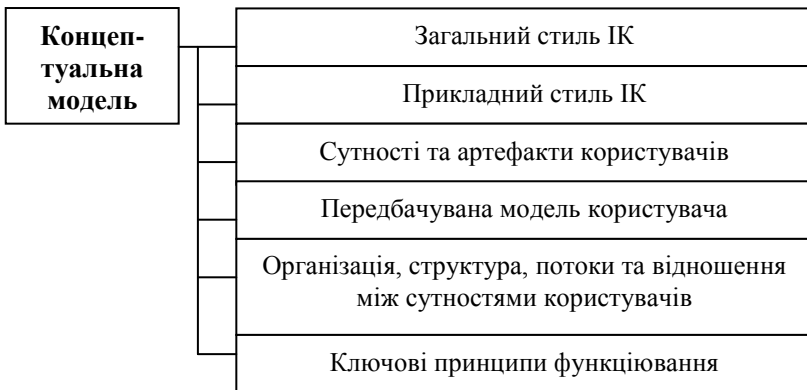 Концеп-
туальна
модель
Загальний стиль ІК
Прикладний стиль ІК
Сутності та артефакти користувачів
Передбачувана модель користувача
Організація, структура, потоки та відношення
між сутностями користувачів
Ключові принципи функціювання